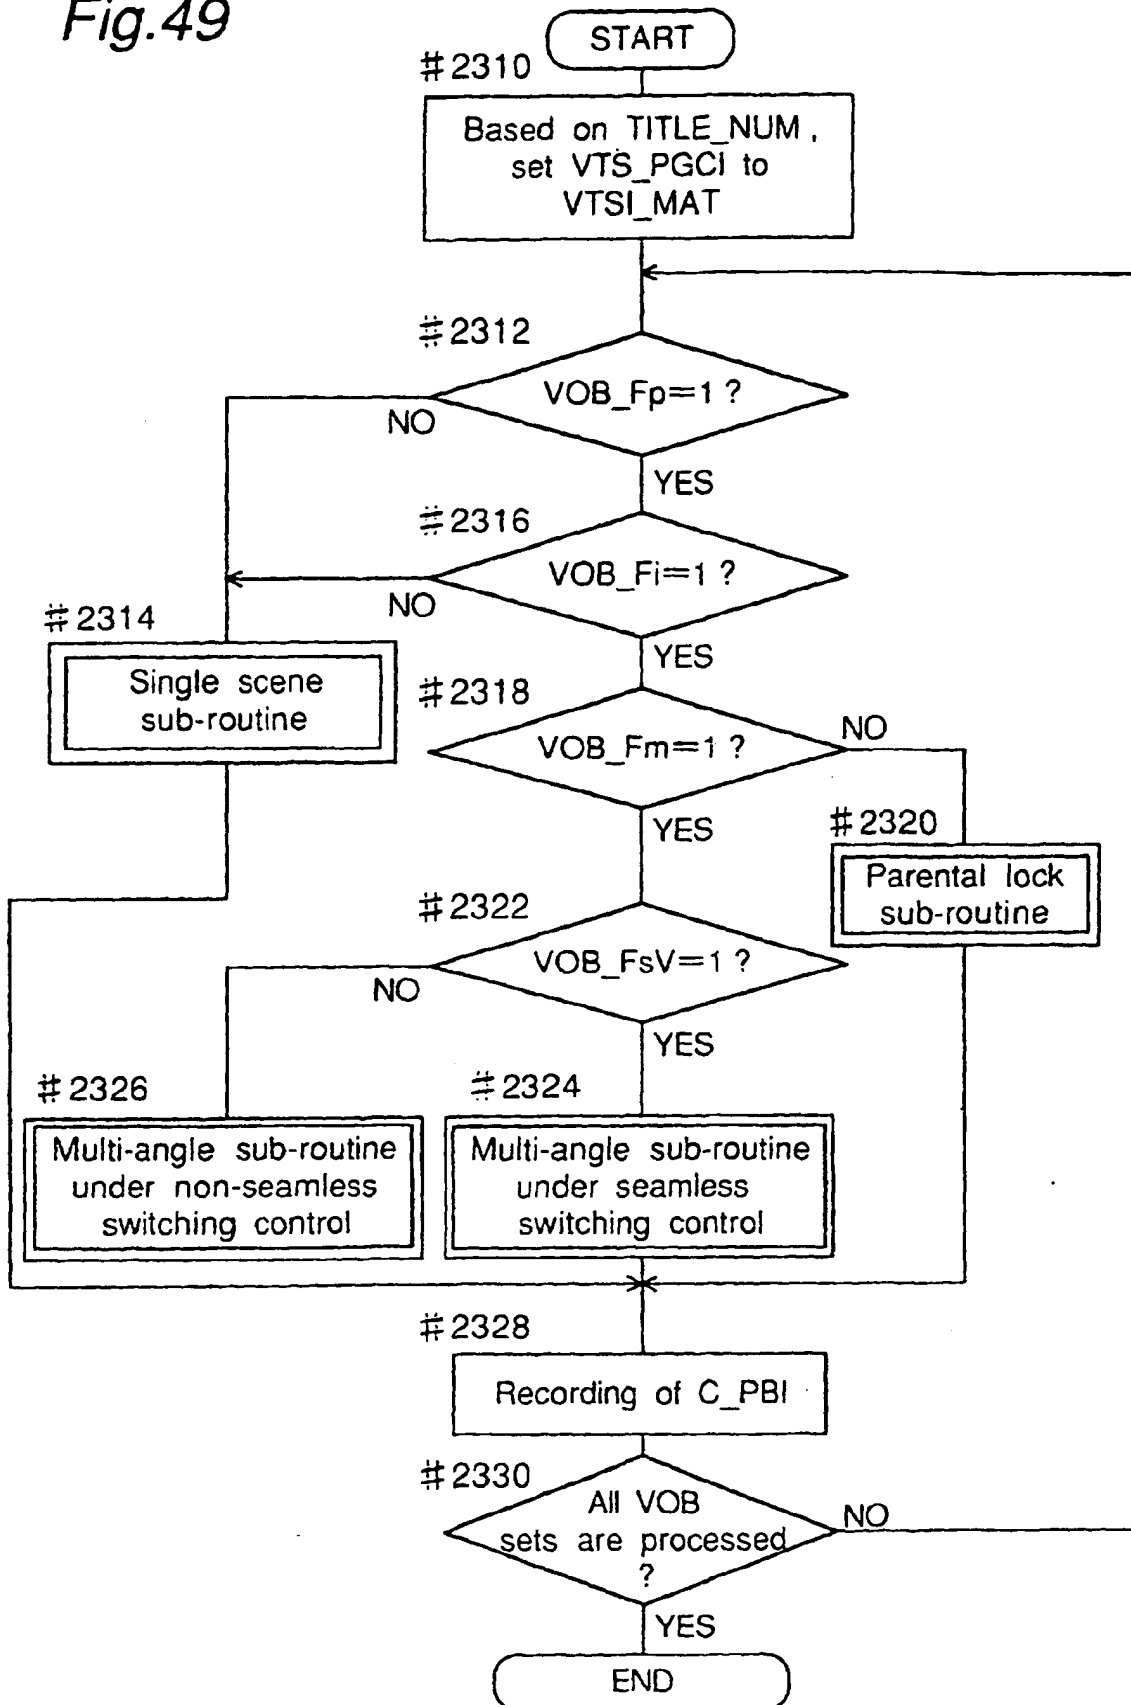 Fig.49
START
#2310
Based on TITLE_NUM,
set VTS_PGCI to
VTSI_MAT
#2312
VOB_Fp=1 ?
NO
YES
#2316
VOB_Fi=1 ?
NO
YES
#2314
Single scene
sub-routine
#2318
VOB_Fm=1 ?
NO
YES
#2320
Parental lock
sub-routine
#2322
VOB_FsV=1 ?
NO
YES
#2326
Multi-angle sub-routine
under non-seamless
switching control
#2324
Multi-angle sub-routine
under seamless
switching control
#2328
Recording of C_PBI
#2330
All VOB
sets are processed
?
NO
YES
END